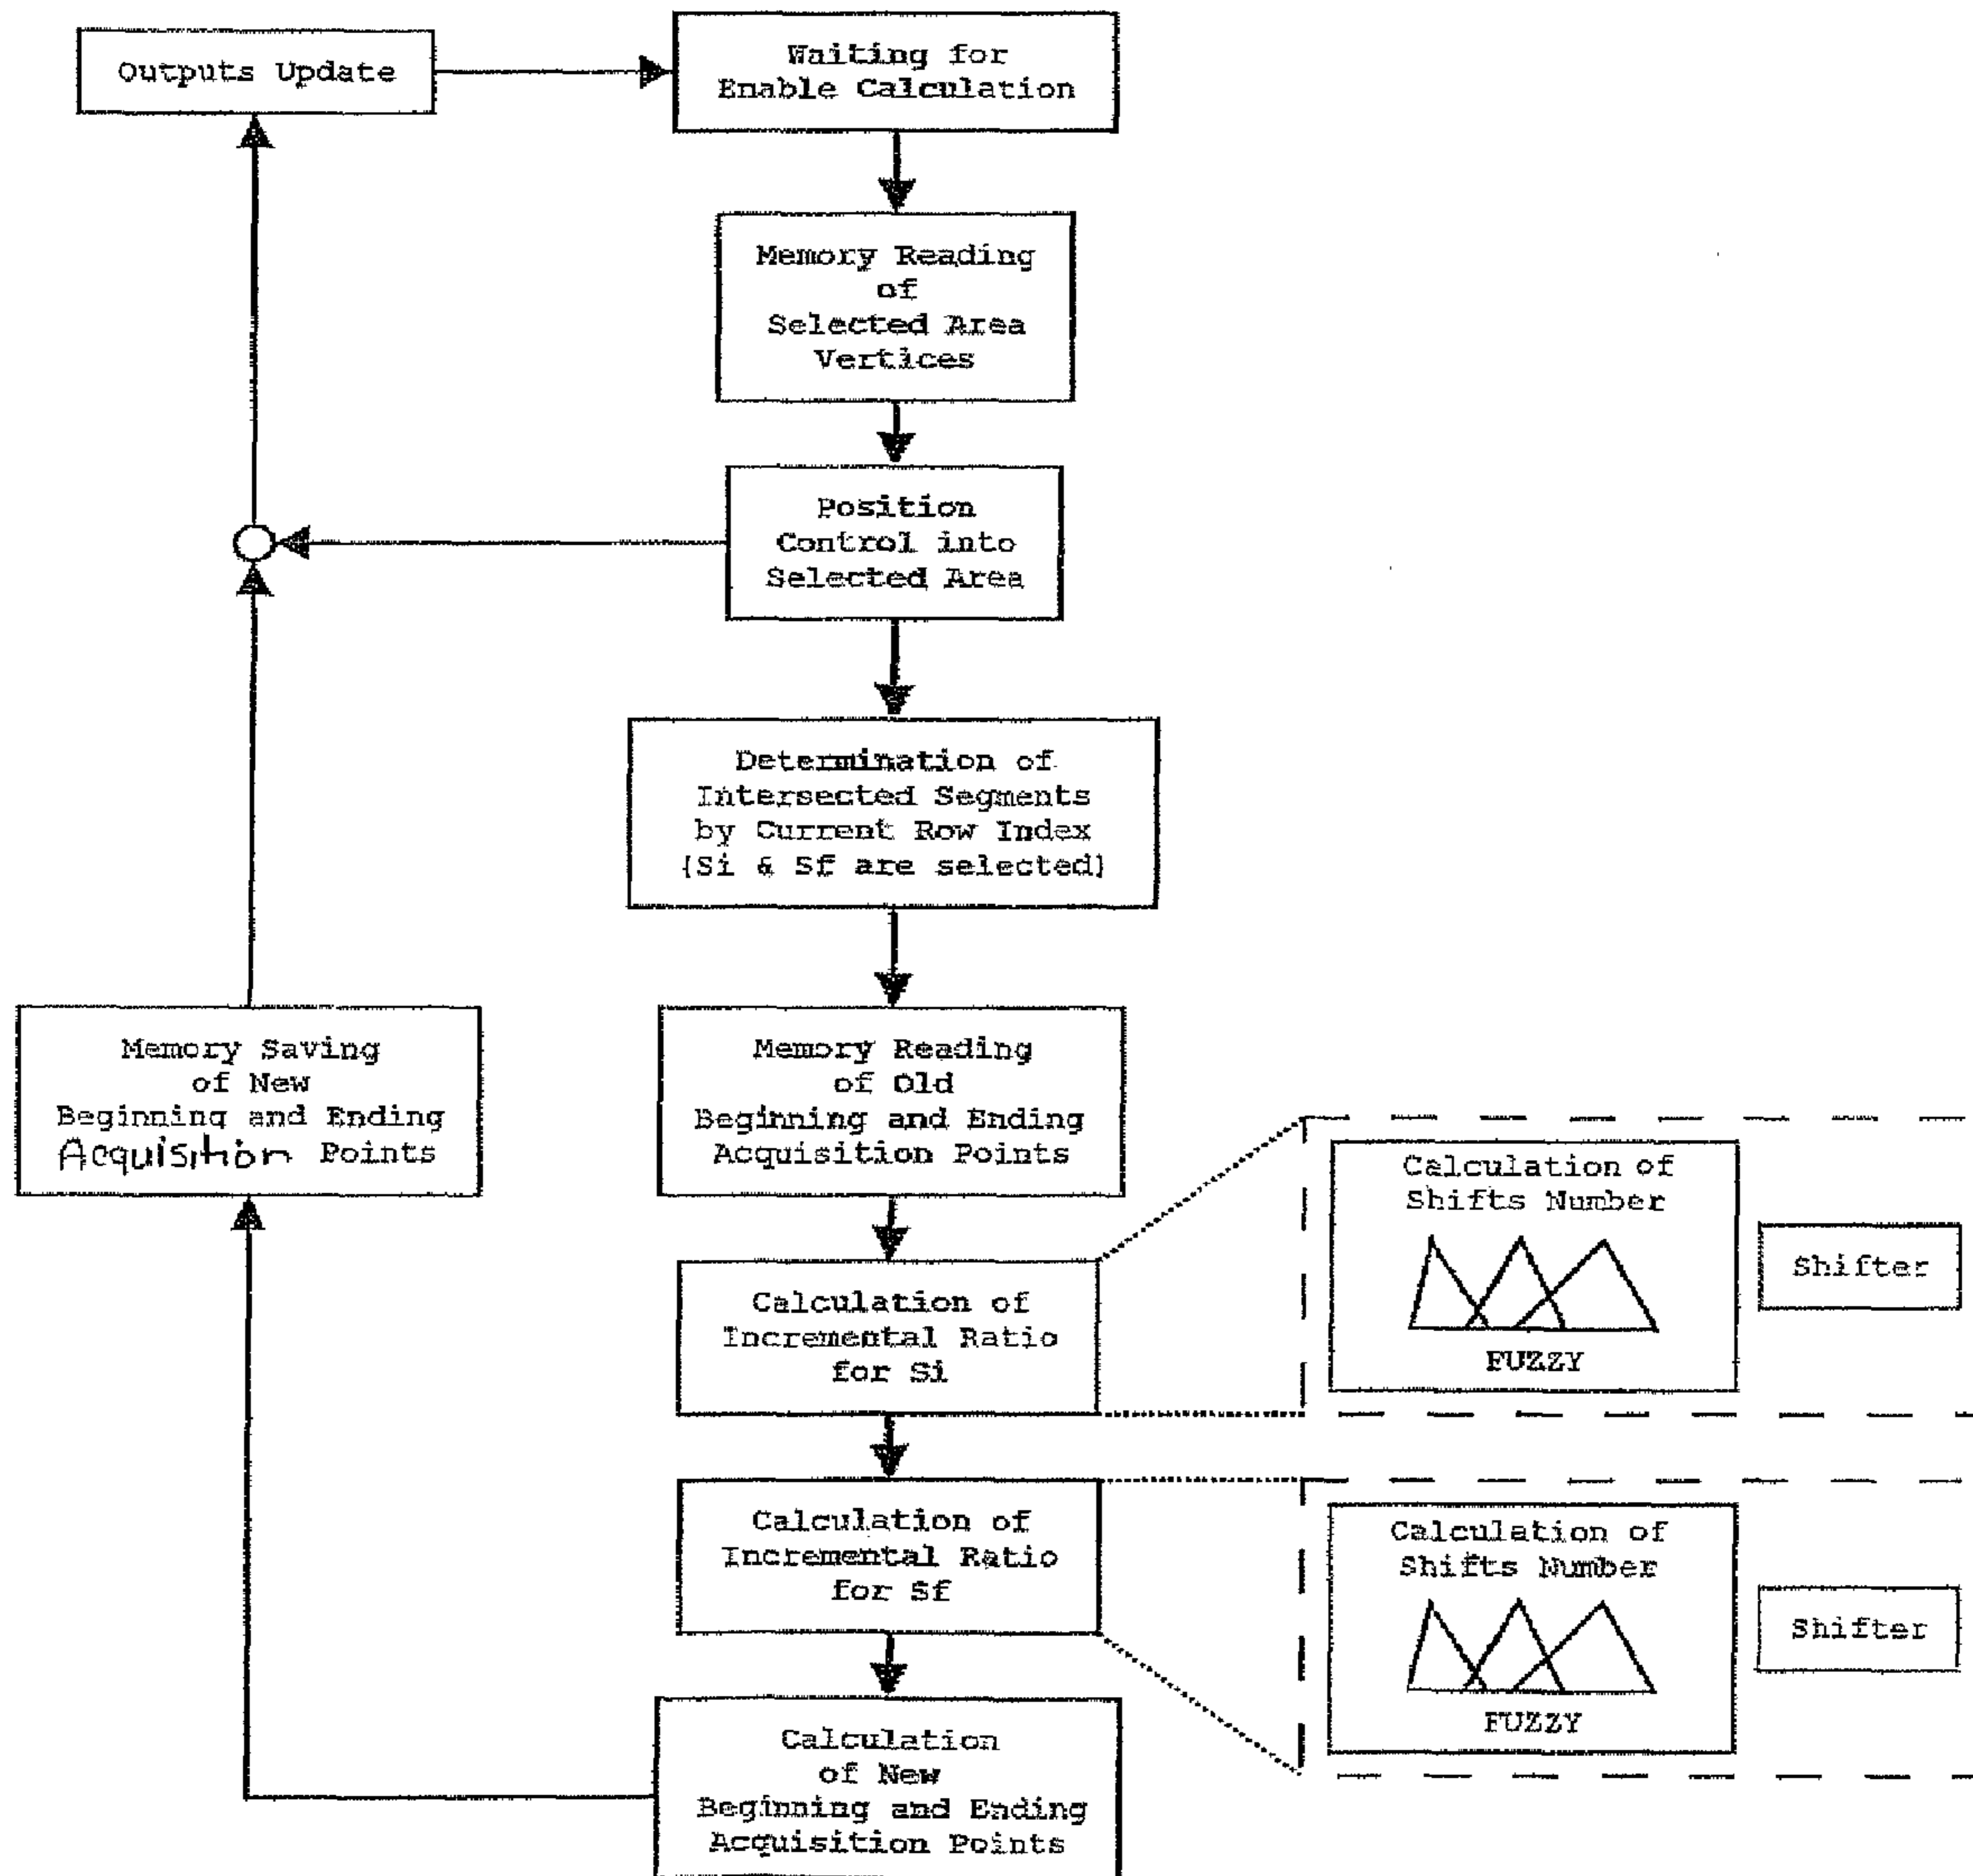 Outputs Update
Waiting for
Enable Calculation
Memory Reading
of
Selected Area
Vertices
Position
Control into
Selected Area
Determination of
Intersected Segments
by Current Row Index
(Si & Sf are selected)
Memory Saving
of New
Beginning and Ending
Acquisition Points
Memory Reading
of Old
Beginning and Ending
Acquisition Points
Calculation of
Incremental Ratio
for Si
Calculation of
Shifts Number
FUZZY
Shifter
Calculation of
Incremental Ratio
for Sf
Calculation of
Shifts Number
FUZZY
Shifter
Calculation
of New
Beginning and Ending
Acquisition Points